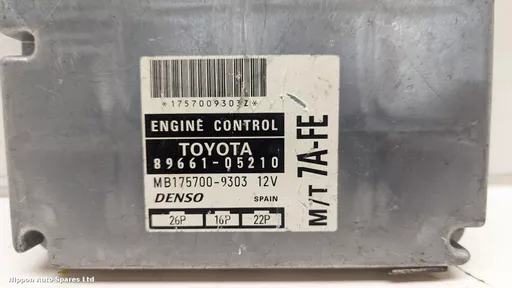 *1757009303Z*
ENGINE CONTROL
TOYOTA
89661-05210
MB175700-9303 12V
DENSO SPAIN
26P 16P 22P
M/T 7A-FE
Nippon Auto Spares Ltd